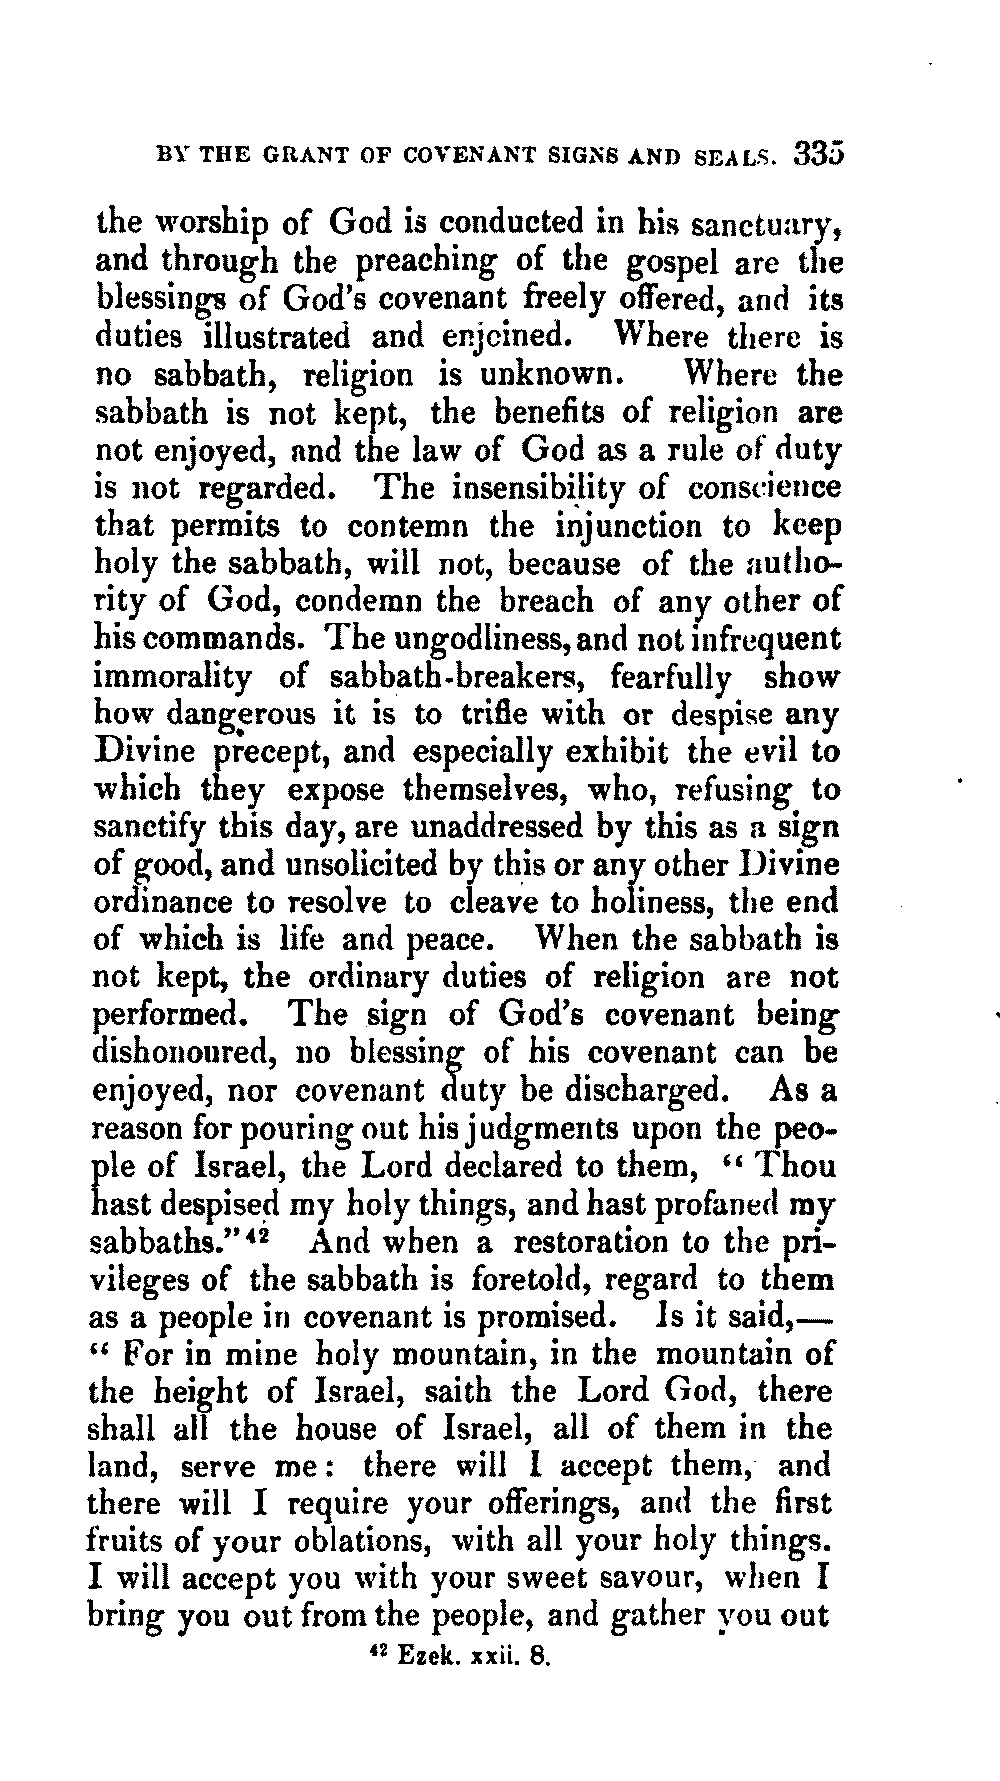 BY THE GRANT OF COVENANT SIGNS AND SEALS. 335
the worship of God is conducted in his sanctuary,
and through the preaching of the gospel are the
blessings of God's covenant freely offered, and its
duties illustrated and enjoined. Where there is
no sabbath, religion is unknown. Where the
sabbath is not kept, the benefits of religion are
not enjoyed, and the law of God as a rule of duty
is not regarded. The insensibility of conscience
that permits to contemn the injunction to keep
holy the sabbath, will not, because of the autho-
rity of God, condemn the breach of any other of
his commands. The ungodliness, and not infrequent
immorality of sabbath-breakers, fearfully show
how dangerous it is to trifle with or despise any
Divine precept, and especially exhibit the evil to
which they expose themselves, who, refusing to
sanctify this day, are unaddressed by this as a sign
of good, and unsolicited by this or any other Divine
ordinance to resolve to cleave to holiness, the end
of which is life and peace. When the sabbath is
not kept, the ordinary duties of religion are not
performed. The sign of God's covenant being
dishonoured, no blessing of his covenant can be
enjoyed, nor covenant duty be discharged. As a
reason for pouring out his judgments upon the peo-
ple of Israel, the Lord declared to them, “ Thou
hast despised my holy things, and hast profaned my
sabbaths.”⁴² And when a restoration to the pri-
vileges of the sabbath is foretold, regard to them
as a people in covenant is promised. Is it said,—
“ For in mine holy mountain, in the mountain of
the height of Israel, saith the Lord God, there
shall all the house of Israel, all of them in the
land, serve me: there will I accept them, and
there will I require your offerings, and the first
fruits of your oblations, with all your holy things.
I will accept you with your sweet savour, when I
bring you out from the people, and gather you out
⁴² Ezek. xxii. 8.